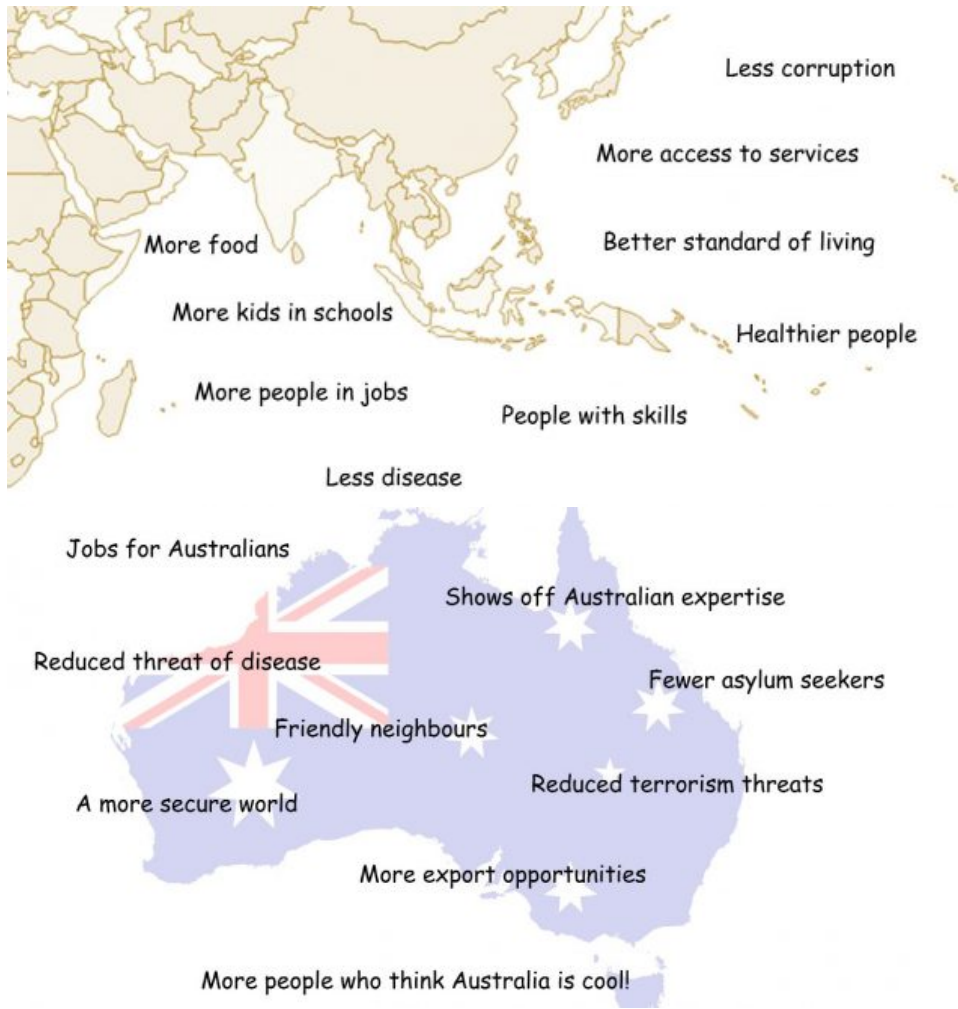 Less corruption
More access to services
Better standard of living
More food
More kids in schools
Healthier people
More people in jobs
People with skills
Less disease
Jobs for Australians
Shows off Australian expertise
Reduced threat of disease
Fewer asylum seekers
Friendly neighbours
Reduced terrorism threats
A more secure world
More export opportunities
More people who think Australia is cool!